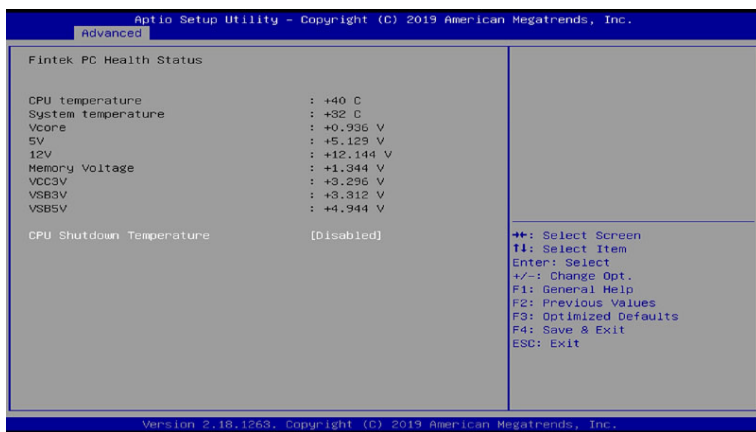 Aptio Setup Utility - Copyright (C) 2019 American Megatrends, Inc.
Advanced
Fintek PC Health Status
CPU temperature : +40 C
System temperature : +32 C
Vcore : +0.936 V
5V : +5.129 V
12V : +12.144 V
Memory Voltage : +1.344 V
VCC3V : +3.296 V
VSB3V : +3.312 V
VSB5V : +4.944 V
CPU Shutdown Temperature [Disabled]
→←: Select Screen
↑↓: Select Item
Enter: Select
+/-: Change Opt.
F1: General Help
F2: Previous Values
F3: Optimized Defaults
F4: Save & Exit
ESC: Exit
Version 2.18.1263. Copyright (C) 2019 American Megatrends, Inc.